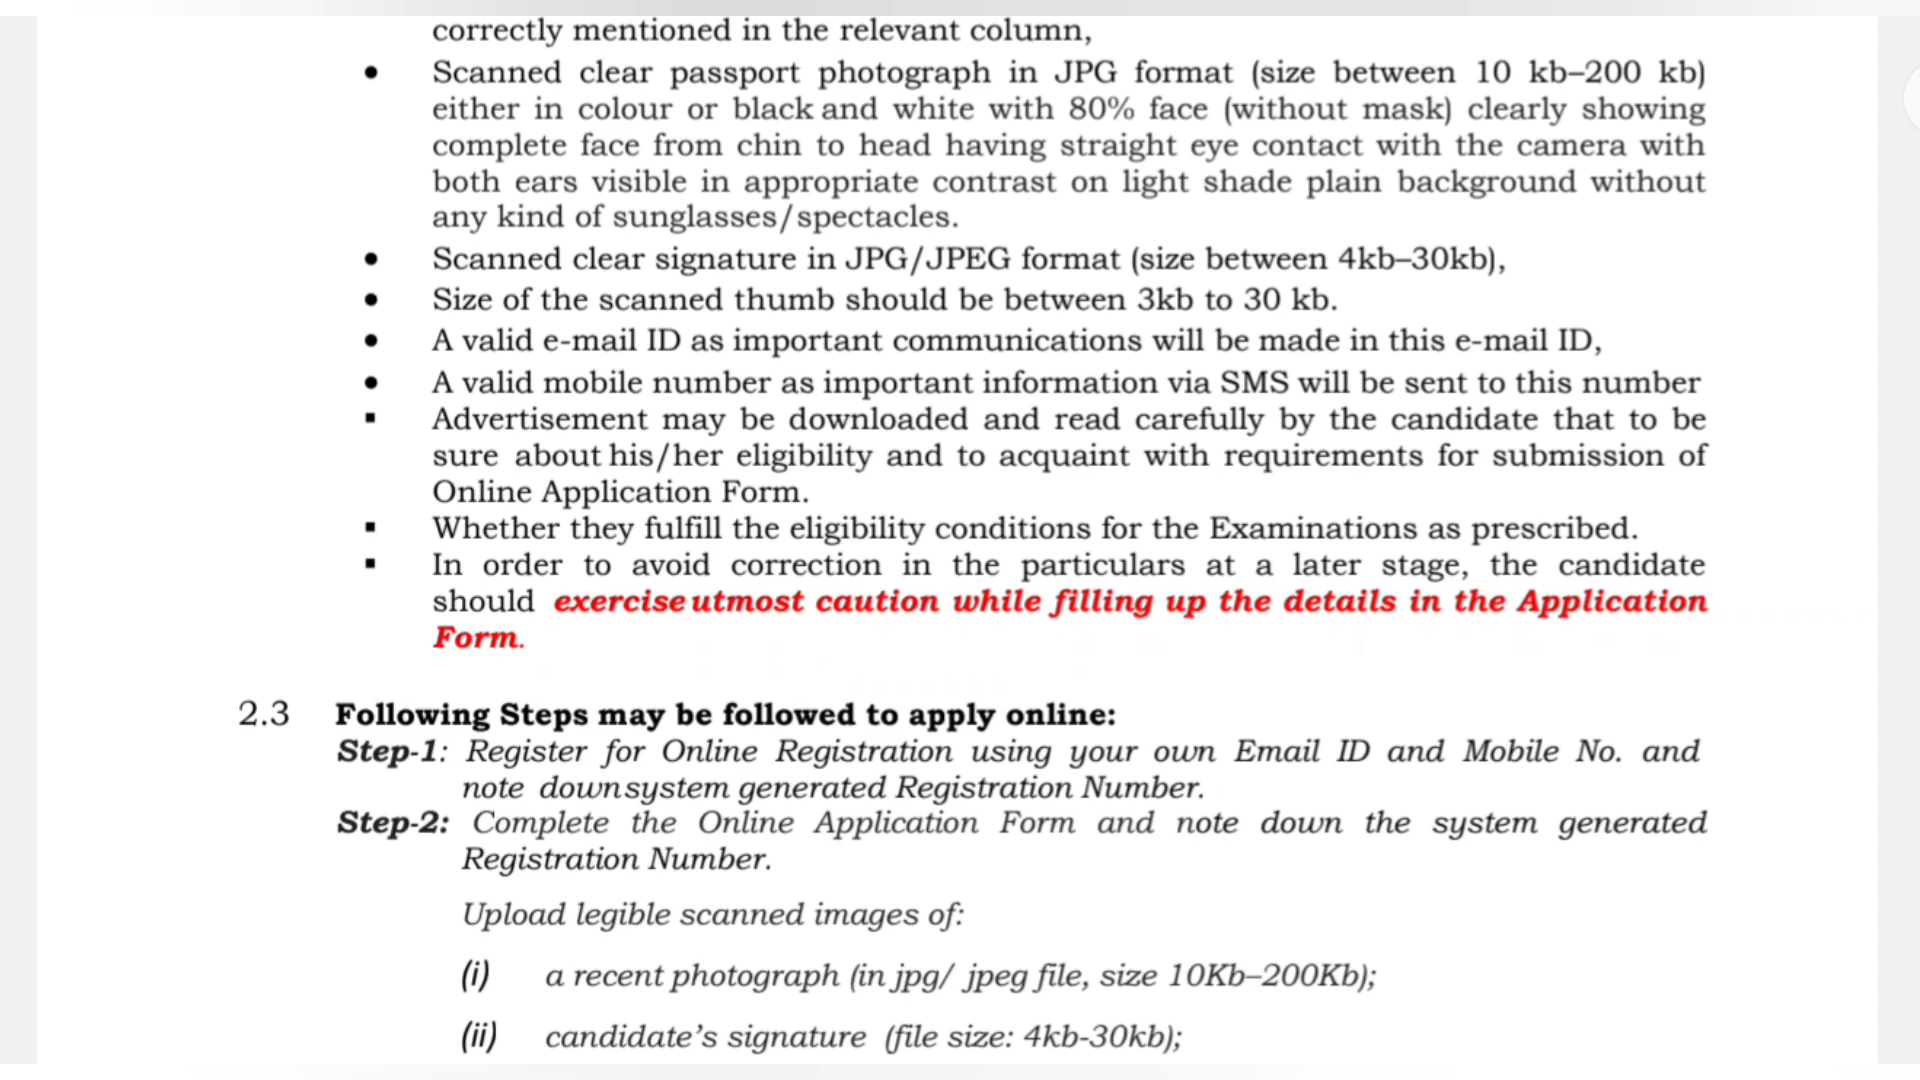 correctly mentioned in the relevant column,
• Scanned clear passport photograph in JPG format (size between 10 kb–200 kb)
either in colour or black and white with 80% face (without mask) clearly showing
complete face from chin to head having straight eye contact with the camera with
both ears visible in appropriate contrast on light shade plain background without
any kind of sunglasses/spectacles.
• Scanned clear signature in JPG/JPEG format (size between 4kb–30kb),
• Size of the scanned thumb should be between 3kb to 30 kb.
• A valid e-mail ID as important communications will be made in this e-mail ID,
• A valid mobile number as important information via SMS will be sent to this number
▪ Advertisement may be downloaded and read carefully by the candidate that to be
sure about his/her eligibility and to acquaint with requirements for submission of
Online Application Form.
▪ Whether they fulfill the eligibility conditions for the Examinations as prescribed.
▪ In order to avoid correction in the particulars at a later stage, the candidate
should exercise utmost caution while filling up the details in the Application
Form.
2.3 Following Steps may be followed to apply online:
Step-1: Register for Online Registration using your own Email ID and Mobile No. and
note down system generated Registration Number.
Step-2: Complete the Online Application Form and note down the system generated
Registration Number.
Upload legible scanned images of:
(i) a recent photograph (in jpg/ jpeg file, size 10Kb–200Kb);
(ii) candidate's signature (file size: 4kb-30kb);